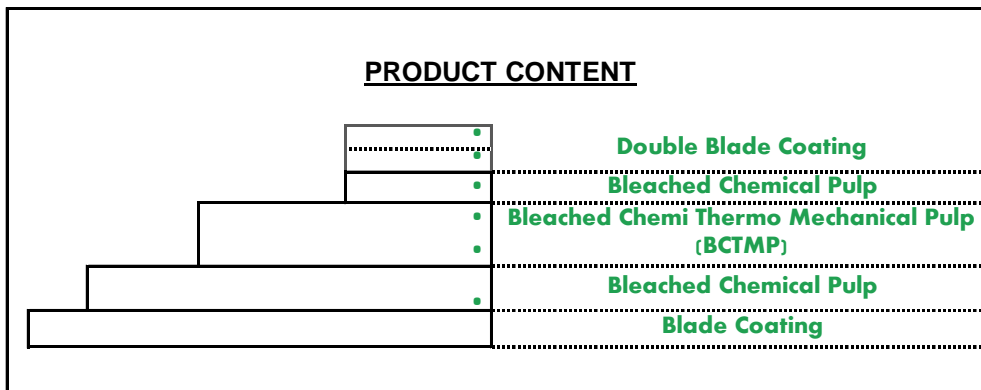 PRODUCT CONTENT
Double Blade Coating
Bleached Chemical Pulp
Bleached Chemi Thermo Mechanical Pulp
(BCTMP)
Bleached Chemical Pulp
Blade Coating